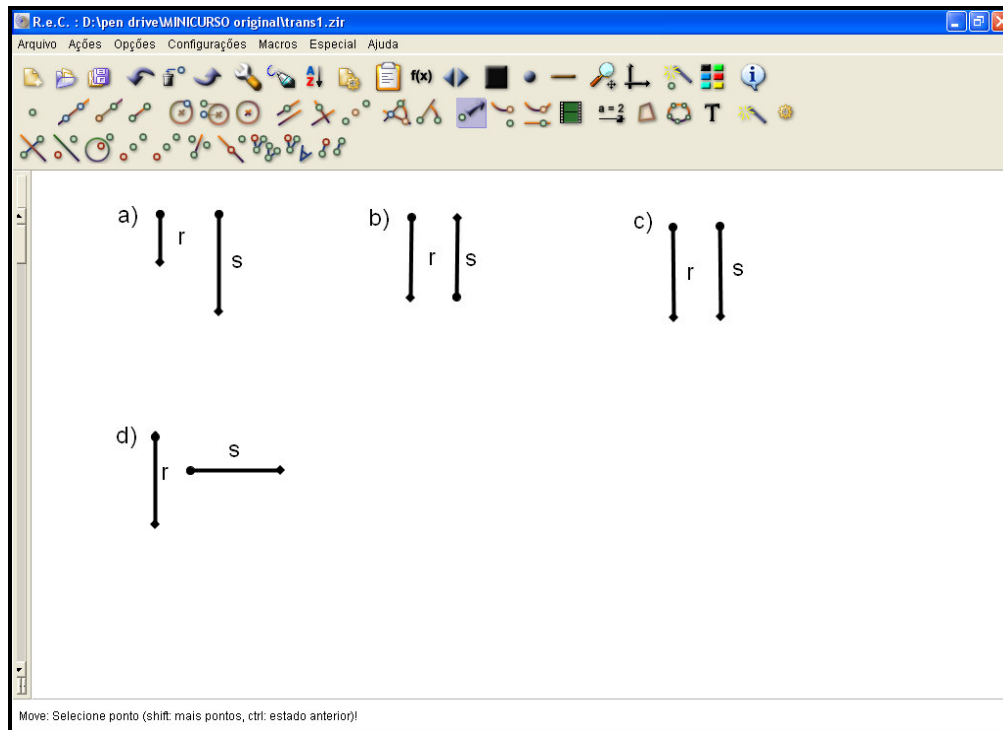 R.e.C. : D:\pen drive\MINICURSO original\trans1.zir
Arquivo Ações Opções Configurações Macros Especial Ajuda
A Z f(x) i
a = 2 T
a) r s
b) r s
c) r s
d) r s
Move: Selecione ponto (shift: mais pontos, ctrl: estado anterior)!